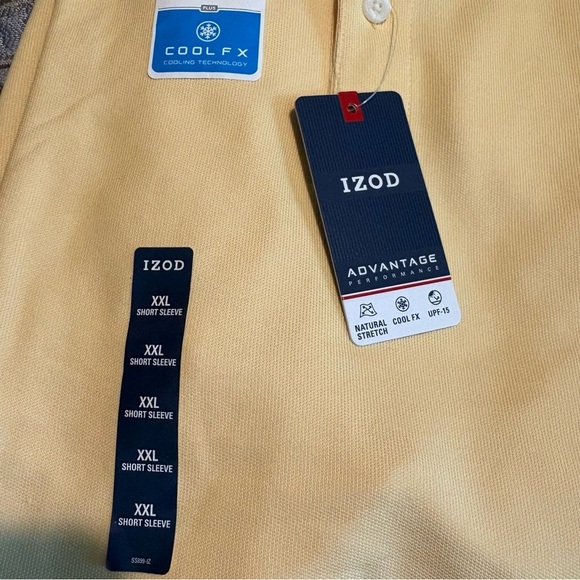 PLUS
COOL FX
COOLING TECHNOLOGY
IZOD
ADVANTAGE
PERFORMANCE
NATURAL
STRETCH
COOL FX
UPF-15
IZOD
XXL
SHORT SLEEVE
XXL
SHORT SLEEVE
XXL
SHORT SLEEVE
XXL
SHORT SLEEVE
XXL
SHORT SLEEVE